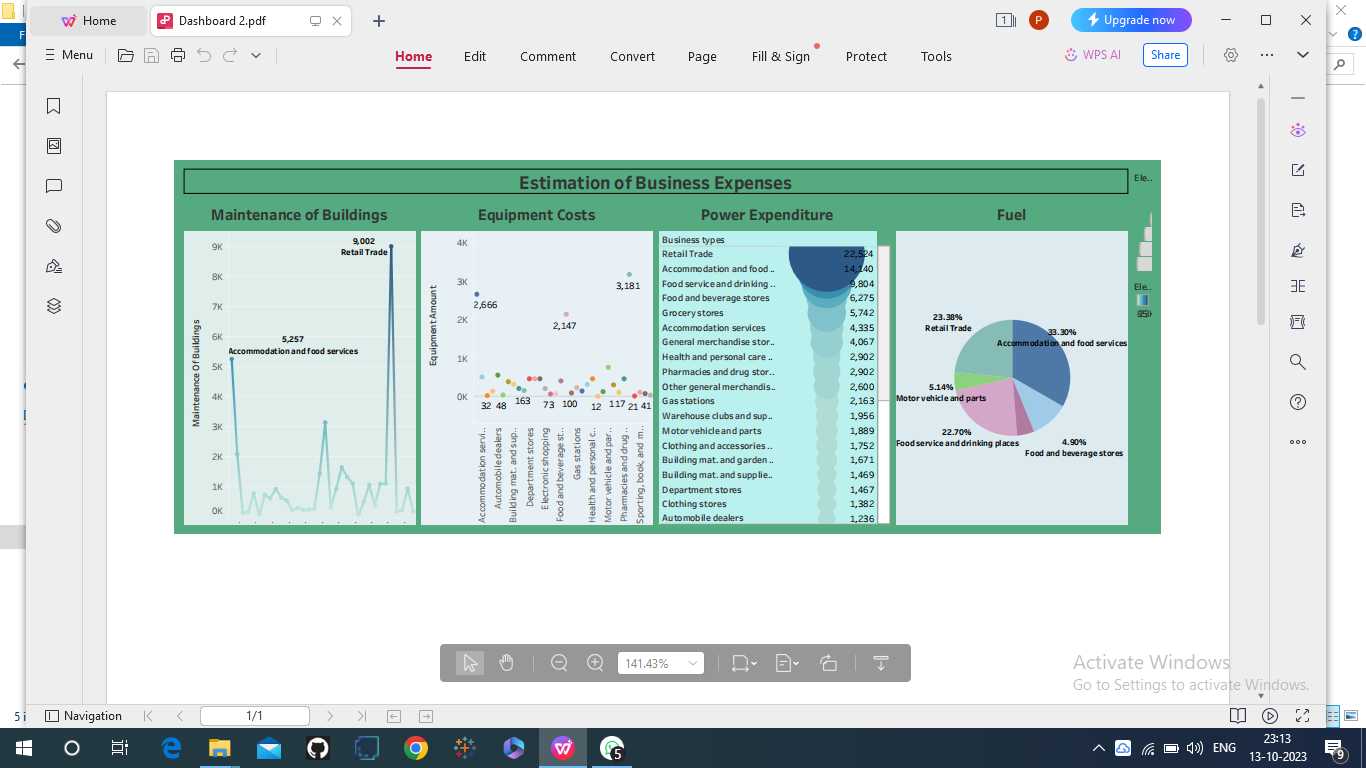 Home
Dashboard 2.pdf
1
P
Upgrade now
F
Menu
Home
Edit
Comment
Convert
Page
Fill & Sign
Protect
Tools
WPS AI
Share
Estimation of Business Expenses
Ele..
Maintenance of Buildings
Equipment Costs
Power Expenditure
Fuel
Maintenance Of Buildings
9K
8K
7K
6K
5K
4K
3K
2K
1K
0K
9,002
Retail Trade
5,257
Accommodation and food services
Equipment Amount
4K
3K
2K
1K
0K
2,666
2,147
3,181
32
48
163
73
100
12
117
21
41
Accommodation servi..
Automobile dealers
Building mat. and sup..
Department stores
Electronic shopping
Food and beverage st..
Gas stations
Health and personal c..
Motor vehicle and par..
Pharmacies and drug ..
Sporting, book, and m..
Business types
Retail Trade 22,524
Accommodation and food .. 14,140
Food service and drinking .. 9,804
Food and beverage stores 6,275
Grocery stores 5,742
Accommodation services 4,335
General merchandise stor.. 4,067
Health and personal care .. 2,902
Pharmacies and drug stor.. 2,902
Other general merchandis.. 2,600
Gas stations 2,163
Warehouse clubs and sup.. 1,956
Motor vehicle and parts 1,889
Clothing and accessories .. 1,752
Building mat. and garden .. 1,671
Building mat. and supplie.. 1,469
Department stores 1,467
Clothing stores 1,382
Automobile dealers 1,236
23.38%
Retail Trade
33.30%
Accommodation and food services
5.14%
Motor vehicle and parts
22.70%
Food service and drinking places
4.90%
Food and beverage stores
Ele..
141.43%
Activate Windows
Go to Settings to activate Windows.
5 i
Navigation
1/1
5
ENG
23:13
13-10-2023
9